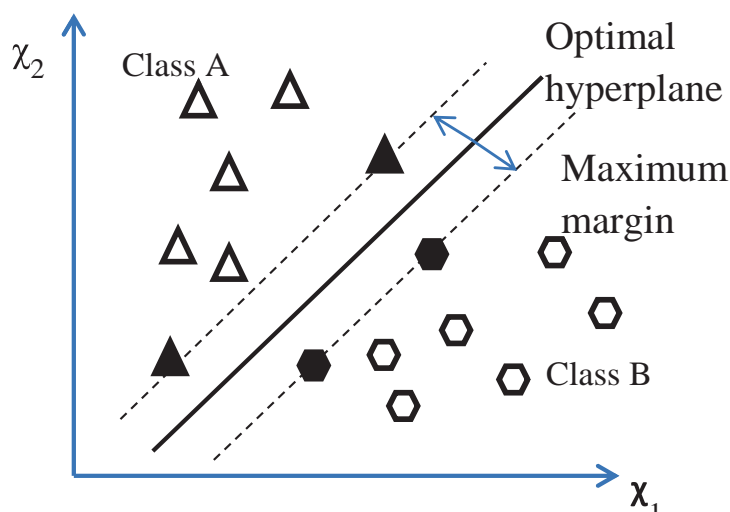 Optimal
hyperplane
χ2
Class A
Maximum
margin
Class B
χ1